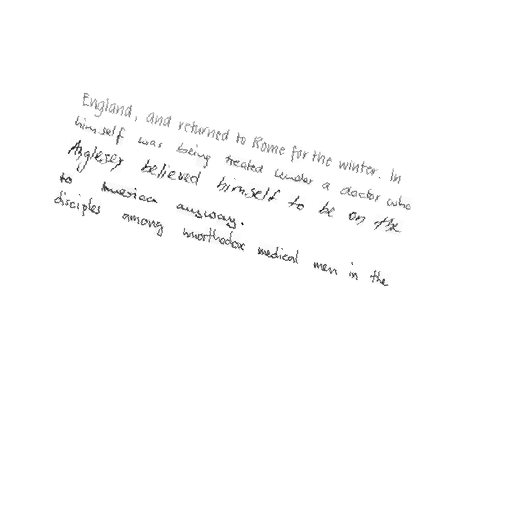 England, and returned to Rome for the winter. In
himself was being treated under a doctor who
Anglesey believed himself to be on the
to America anyway.
disciples among unorthodox medical men in the